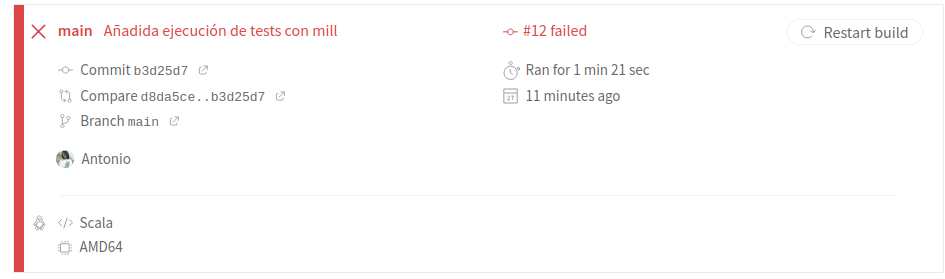 main Añadida ejecución de tests con mill
#12 failed
Restart build
Commit b3d25d7
Ran for 1 min 21 sec
Compare d8da5ce..b3d25d7
27 11 minutes ago
Branch main
Antonio
</> Scala
AMD64